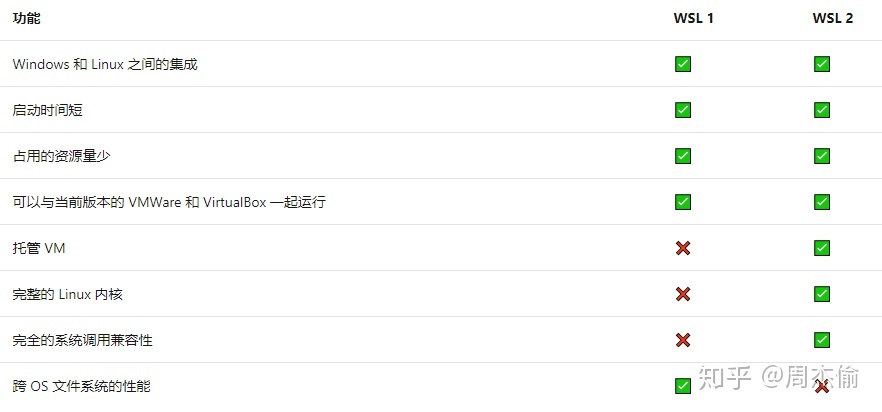 功能 WSL 1 WSL 2
Windows 和 Linux 之间的集成 ✅ ✅
启动时间短 ✅ ✅
占用的资源量少 ✅ ✅
可以与当前版本的 VMWare 和 VirtualBox 一起运行 ✅ ✅
托管 VM ❌ ✅
完整的 Linux 内核 ❌ ✅
完全的系统调用兼容性 ❌ ✅
跨 OS 文件系统的性能 ✅ ❌
知乎 @周杰偷